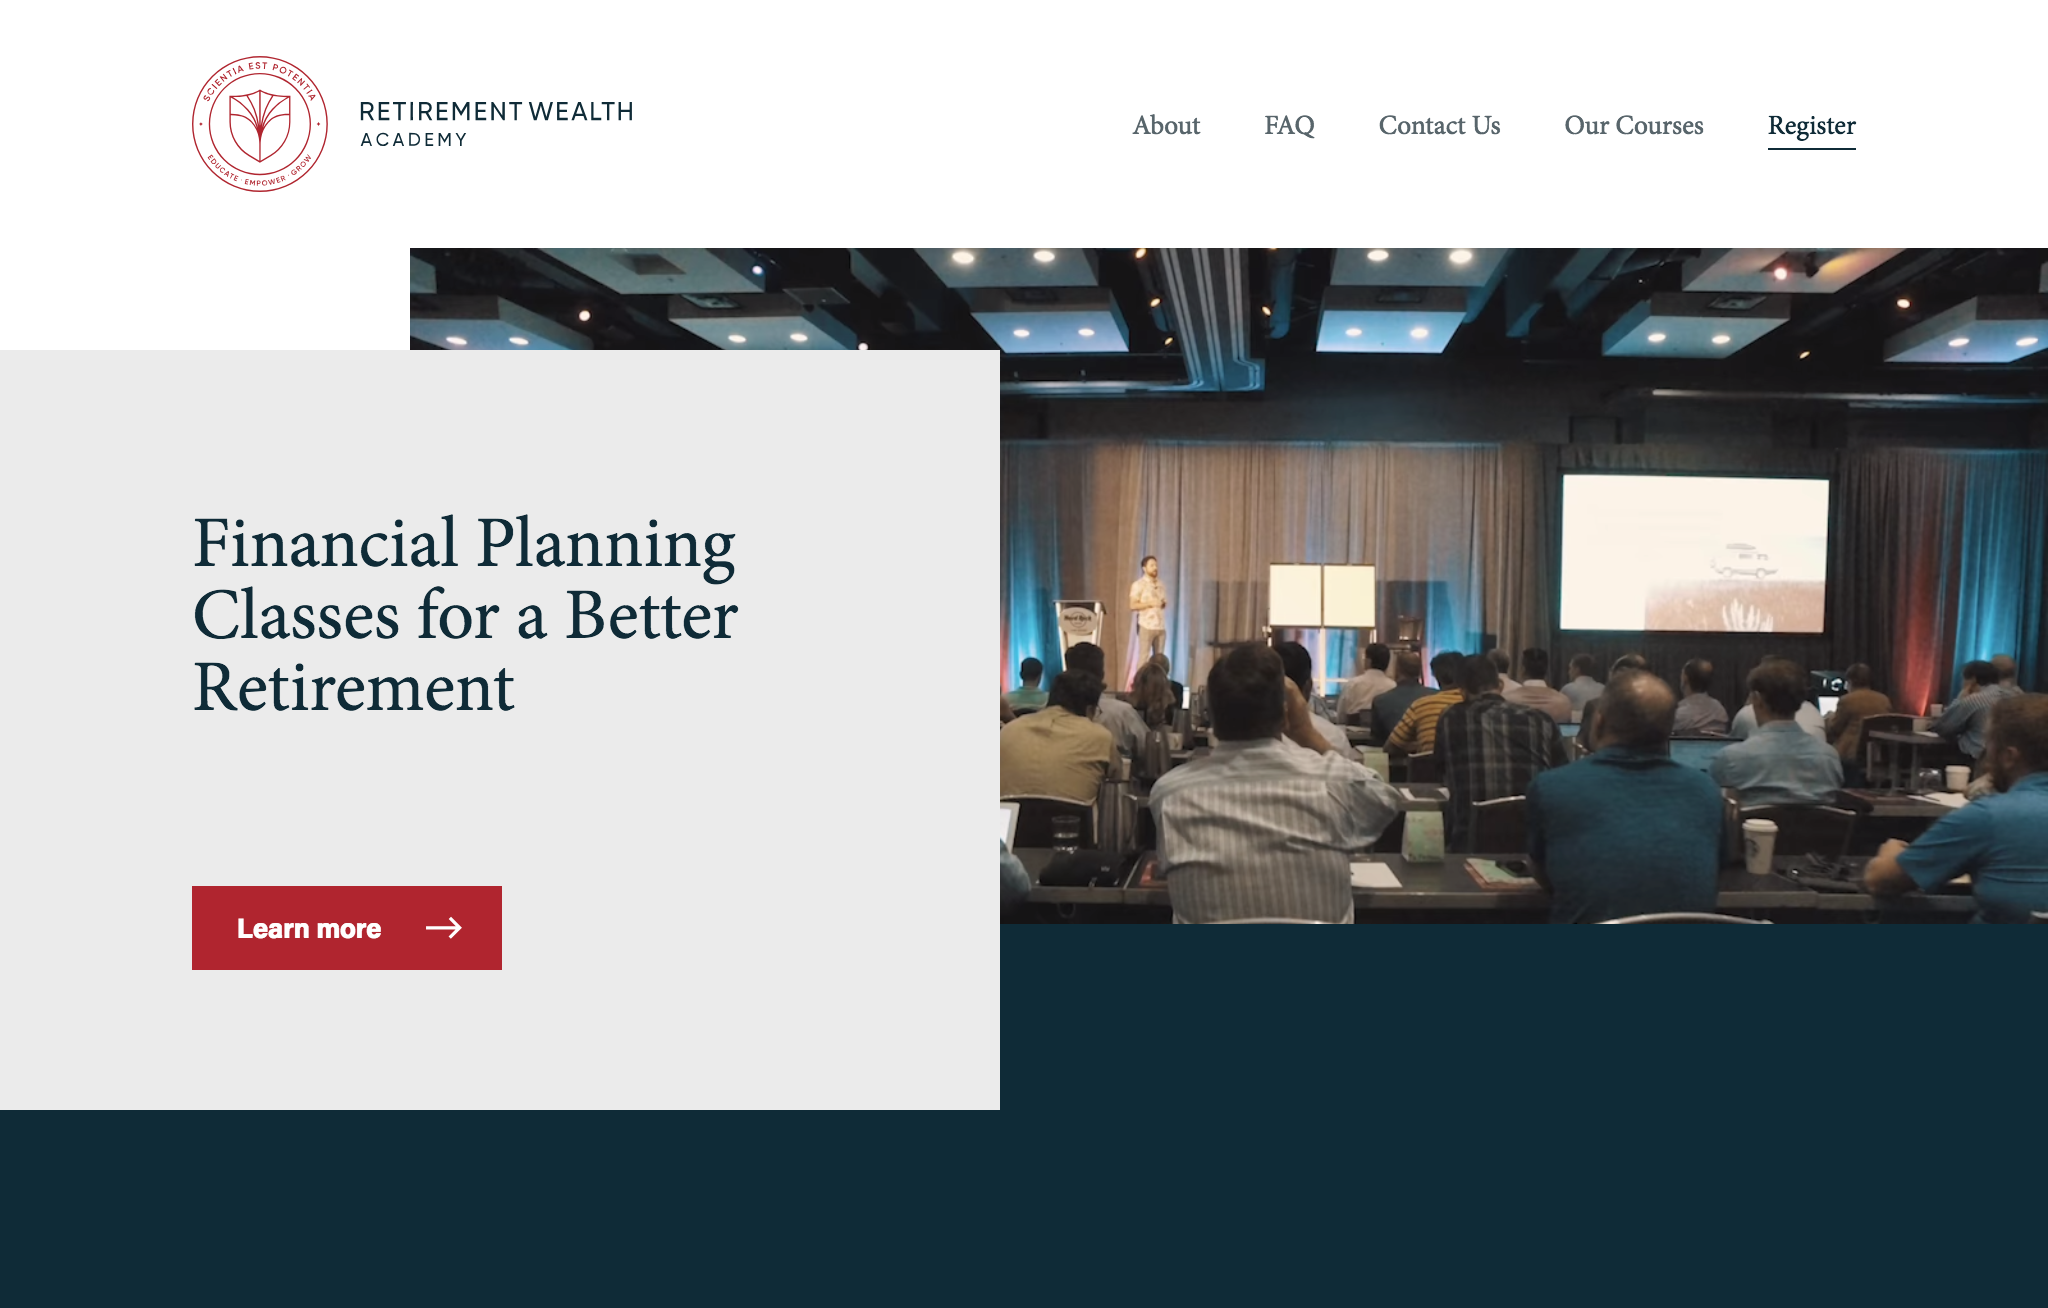 SCIENTIA EST POTENTIA
EDUCATE · EMPOWER · GROW
RETIREMENT WEALTH
ACADEMY
About
FAQ
Contact Us
Our Courses
Register
Financial Planning
Classes for a Better
Retirement
Learn more